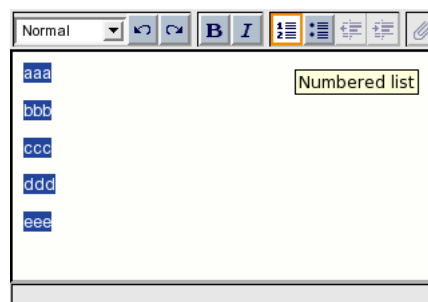 Normal B I
Numbered list
aaa
bbb
ccc
ddd
eee